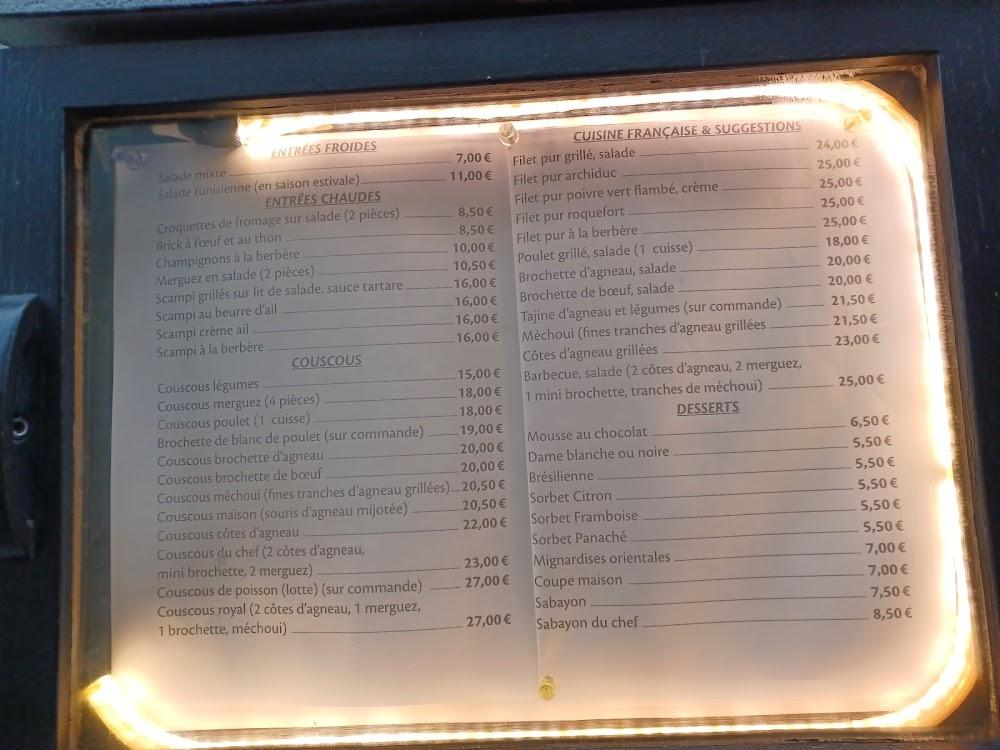 ENTRÉES FROIDES
Salade mixte 7,00 €
Salade tunisienne (en saison estivale) 11,00 €
ENTRÉES CHAUDES
Croquettes de fromage sur salade (2 pièces) 8,50 €
Brick à l'œuf et au thon 8,50 €
Champignons à la berbère 10,00 €
Merguez en salade (2 pièces) 10,50 €
Scampi grillés sur lit de salade, sauce tartare 16,00 €
Scampi au beurre d'ail 16,00 €
Scampi crème ail 16,00 €
Scampi à la berbère 16,00 €
COUSCOUS
Couscous légumes 15,00 €
Couscous merguez (4 pièces) 18,00 €
Couscous poulet (1 cuisse) 18,00 €
Brochette de blanc de poulet (sur commande) 19,00 €
Couscous brochette d'agneau 20,00 €
Couscous brochette de bœuf 20,00 €
Couscous méchoui (fines tranches d'agneau grillées) 20,50 €
Couscous maison (souris d'agneau mijotée) 20,50 €
Couscous côtes d'agneau 22,00 €
Couscous du chef (2 côtes d'agneau,
mini brochette, 2 merguez) 23,00 €
Couscous de poisson (lotte) (sur commande) 27,00 €
Couscous royal (2 côtes d'agneau, 1 merguez,
1 brochette, méchoui) 27,00 €
CUISINE FRANÇAISE & SUGGESTIONS
Filet pur grillé, salade 24,00 €
Filet pur archiduc 25,00 €
Filet pur poivre vert flambé, crème 25,00 €
Filet pur roquefort 25,00 €
Filet pur à la berbère 25,00 €
Poulet grillé, salade (1 cuisse) 18,00 €
Brochette d'agneau, salade 20,00 €
Brochette de bœuf, salade 20,00 €
Tajine d'agneau et légumes (sur commande) 21,50 €
Méchoui (fines tranches d'agneau grillées 21,50 €
Côtes d'agneau grillées 23,00 €
Barbecue, salade (2 côtes d'agneau, 2 merguez,
1 mini brochette, tranches de méchoui) 25,00 €
DESSERTS
Mousse au chocolat 6,50 €
Dame blanche ou noire 5,50 €
Brésilienne 5,50 €
Sorbet Citron 5,50 €
Sorbet Framboise 5,50 €
Sorbet Panaché 5,50 €
Mignardises orientales 7,00 €
Coupe maison 7,00 €
Sabayon 7,50 €
Sabayon du chef 8,50 €